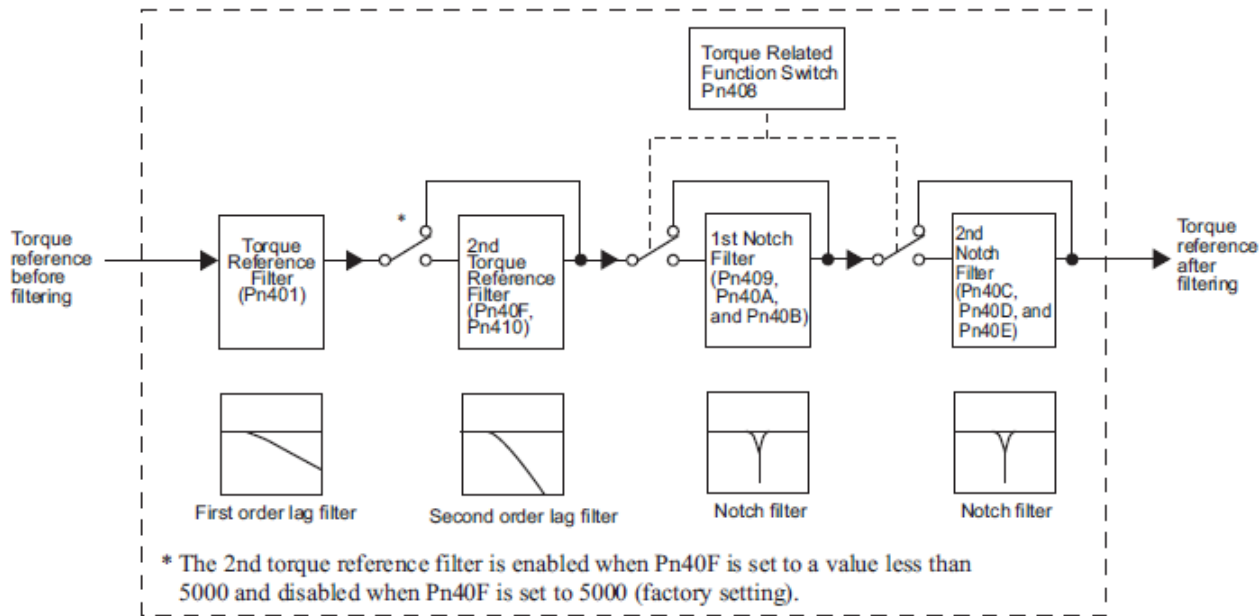 Torque Related
Function Switch
Pn408
Torque
reference
before
filtering
Torque
Reference
Filter
(Pn401)
*
2nd
Torque
Reference
Filter
(Pn40F,
Pn410)
1st Notch
Filter
(Pn409,
Pn40A,
and Pn40B)
2nd
Notch
Filter
(Pn40C,
Pn40D, and
Pn40E)
Torque
reference
after
filtering
First order lag filter
Second order lag filter
Notch filter
Notch filter
* The 2nd torque reference filter is enabled when Pn40F is set to a value less than
5000 and disabled when Pn40F is set to 5000 (factory setting).